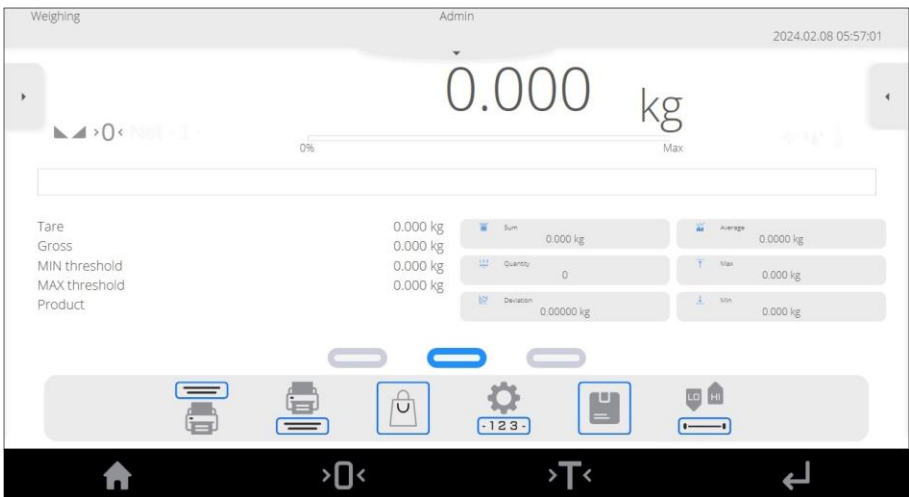 Weighing
Admin
2024.02.08 05:57:01
0.000 kg
>0<
0%
Max
Tare 0.000 kg
Gross 0.000 kg
MIN threshold 0.000 kg
MAX threshold 0.000 kg
Product
Sum
0.000 kg
Average
0.0000 kg
Quantity
0
Max
0.000 kg
Deviation
0.00000 kg
Min
0.000 kg
LO HI
-123-
>0<
>T<